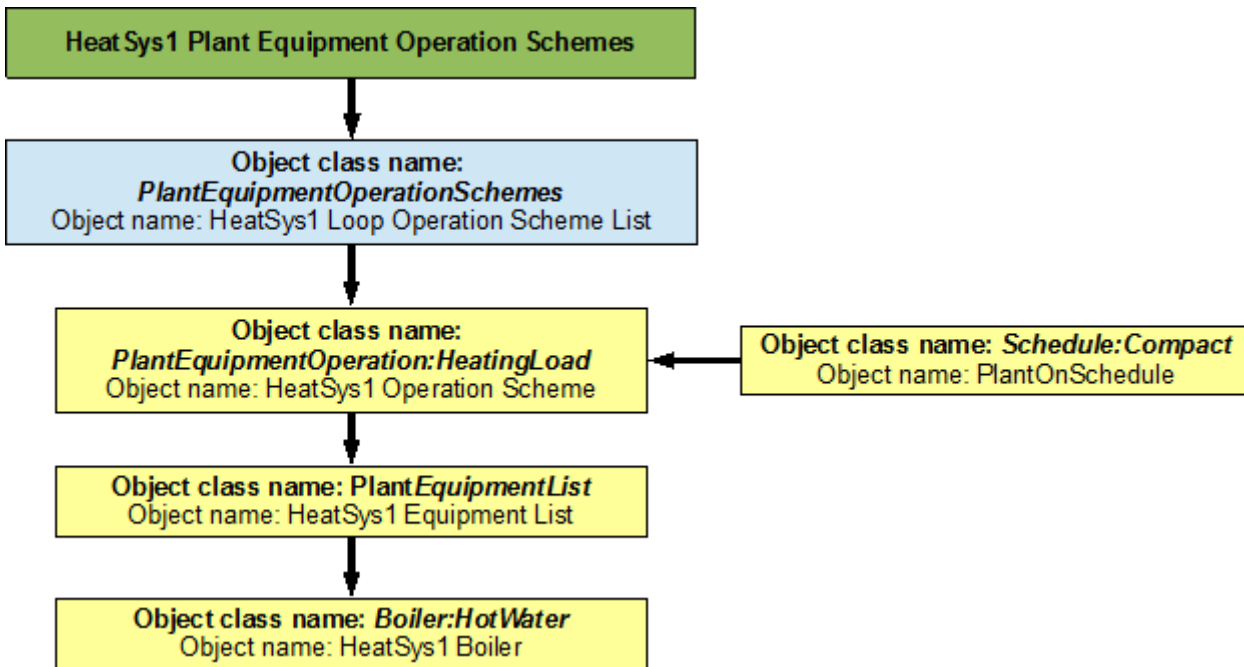 HeatSys1 Plant Equipment Operation Schemes
Object class name:
PlantEquipmentOperationSchemes
Object name: HeatSys1 Loop Operation Scheme List
Object class name:
PlantEquipmentOperation:HeatingLoad
Object name: HeatSys1 Operation Scheme
Object class name: Schedule:Compact
Object name: PlantOnSchedule
Object class name: PlantEquipmentList
Object name: HeatSys1 Equipment List
Object class name: Boiler:HotWater
Object name: HeatSys1 Boiler